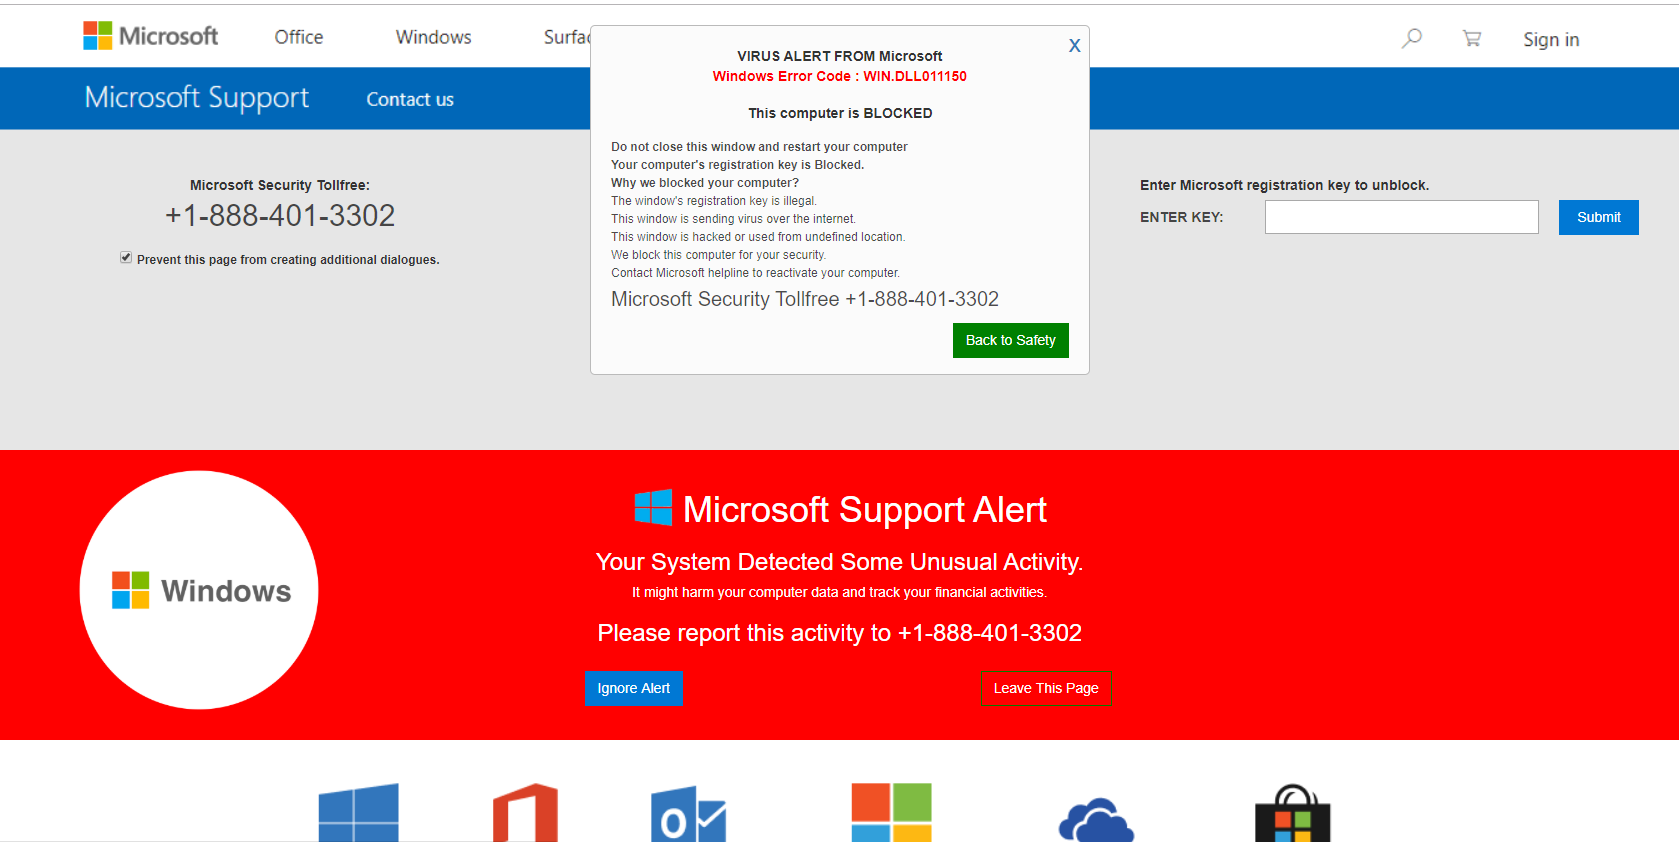 Microsoft
Office
Windows
Surfac
Sign in
Microsoft Support
Contact us
Microsoft Security Tollfree:
+1-888-401-3302
Prevent this page from creating additional dialogues.
X
VIRUS ALERT FROM Microsoft
Windows Error Code : WIN.DLL011150
This computer is BLOCKED
Do not close this window and restart your computer
Your computer's registration key is Blocked.
Why we blocked your computer?
The window's registration key is illegal.
This window is sending virus over the internet.
This window is hacked or used from undefined location.
We block this computer for your security.
Contact Microsoft helpline to reactivate your computer.
Microsoft Security Tollfree +1-888-401-3302
Back to Safety
Enter Microsoft registration key to unblock.
ENTER KEY:
Submit
Windows
Microsoft Support Alert
Your System Detected Some Unusual Activity.
It might harm your computer data and track your financial activities.
Please report this activity to +1-888-401-3302
Ignore Alert
Leave This Page